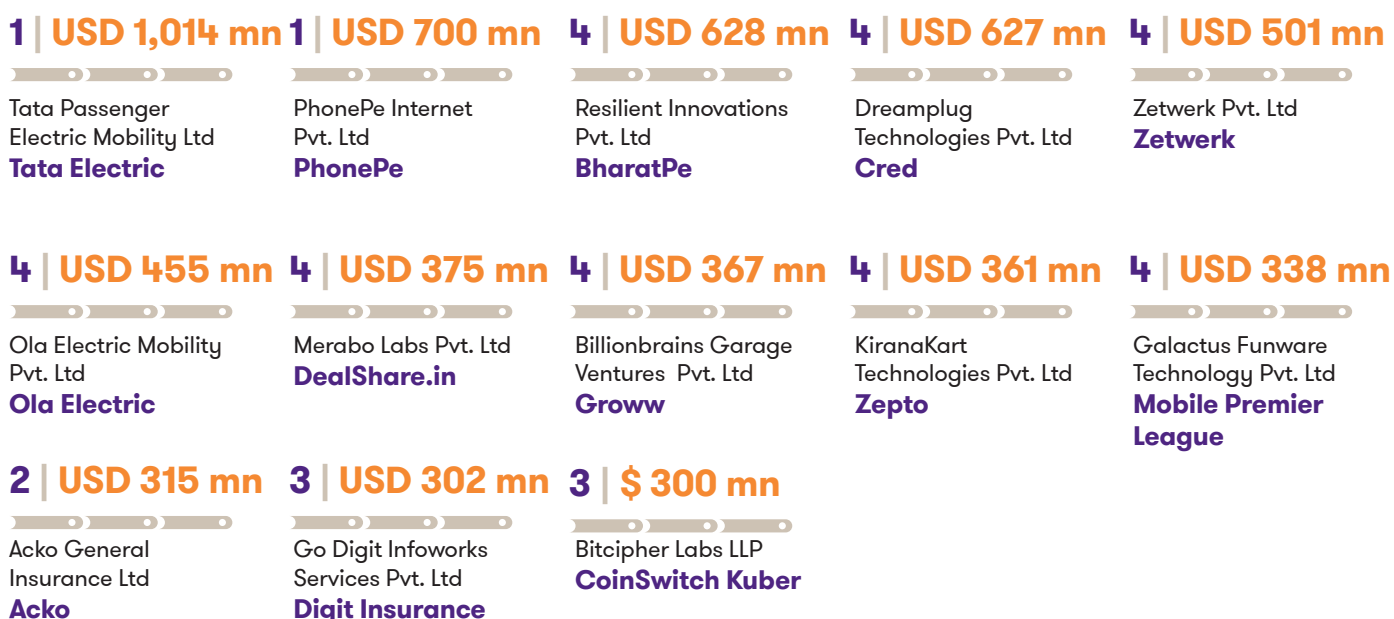 1 | USD 1,014 mn
Tata Passenger
Electric Mobility Ltd
Tata Electric
1 | USD 700 mn
PhonePe Internet
Pvt. Ltd
PhonePe
4 | USD 628 mn
Resilient Innovations
Pvt. Ltd
BharatPe
4 | USD 627 mn
Dreamplug
Technologies Pvt. Ltd
Cred
4 | USD 501 mn
Zetwerk Pvt. Ltd
Zetwerk
4 | USD 455 mn
Ola Electric Mobility
Pvt. Ltd
Ola Electric
4 | USD 375 mn
Merabo Labs Pvt. Ltd
DealShare.in
4 | USD 367 mn
Billionbrains Garage
Ventures Pvt. Ltd
Groww
4 | USD 361 mn
KiranaKart
Technologies Pvt. Ltd
Zepto
4 | USD 338 mn
Galactus Funware
Technology Pvt. Ltd
Mobile Premier
League
2 | USD 315 mn
Acko General
Insurance Ltd
Acko
3 | USD 302 mn
Go Digit Infoworks
Services Pvt. Ltd
Digit Insurance
3 | $ 300 mn
Bitcipher Labs LLP
CoinSwitch Kuber